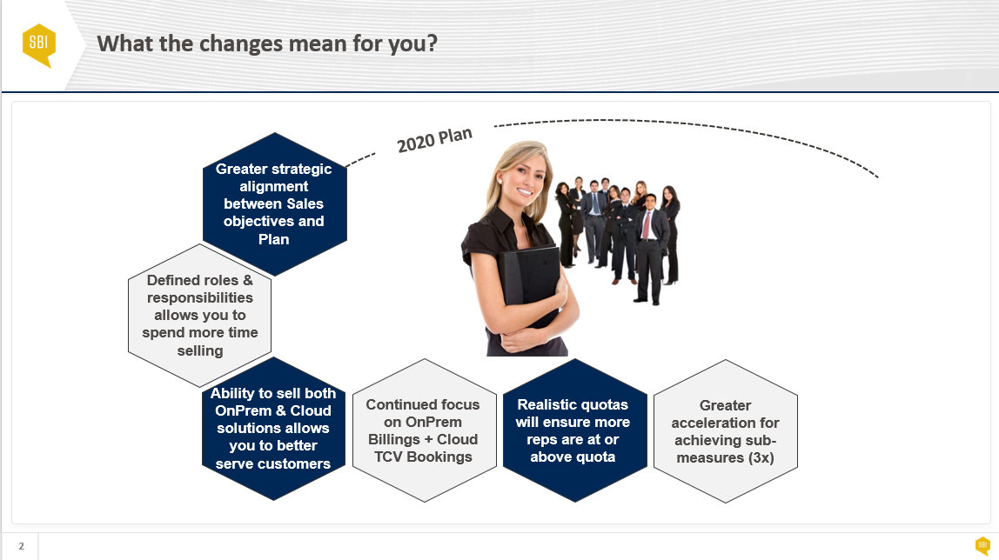 SBI
What the changes mean for you?
2020 Plan
Greater strategic
alignment
between Sales
objectives and
Plan
Defined roles &
responsibilities
allows you to
spend more time
selling
Ability to sell both
OnPrem & Cloud
solutions allows
you to better
serve customers
Continued focus
on OnPrem
Billings + Cloud
TCV Bookings
Realistic quotas
will ensure more
reps are at or
above quota
Greater
acceleration for
achieving sub-
measures (3x)
2
SBI